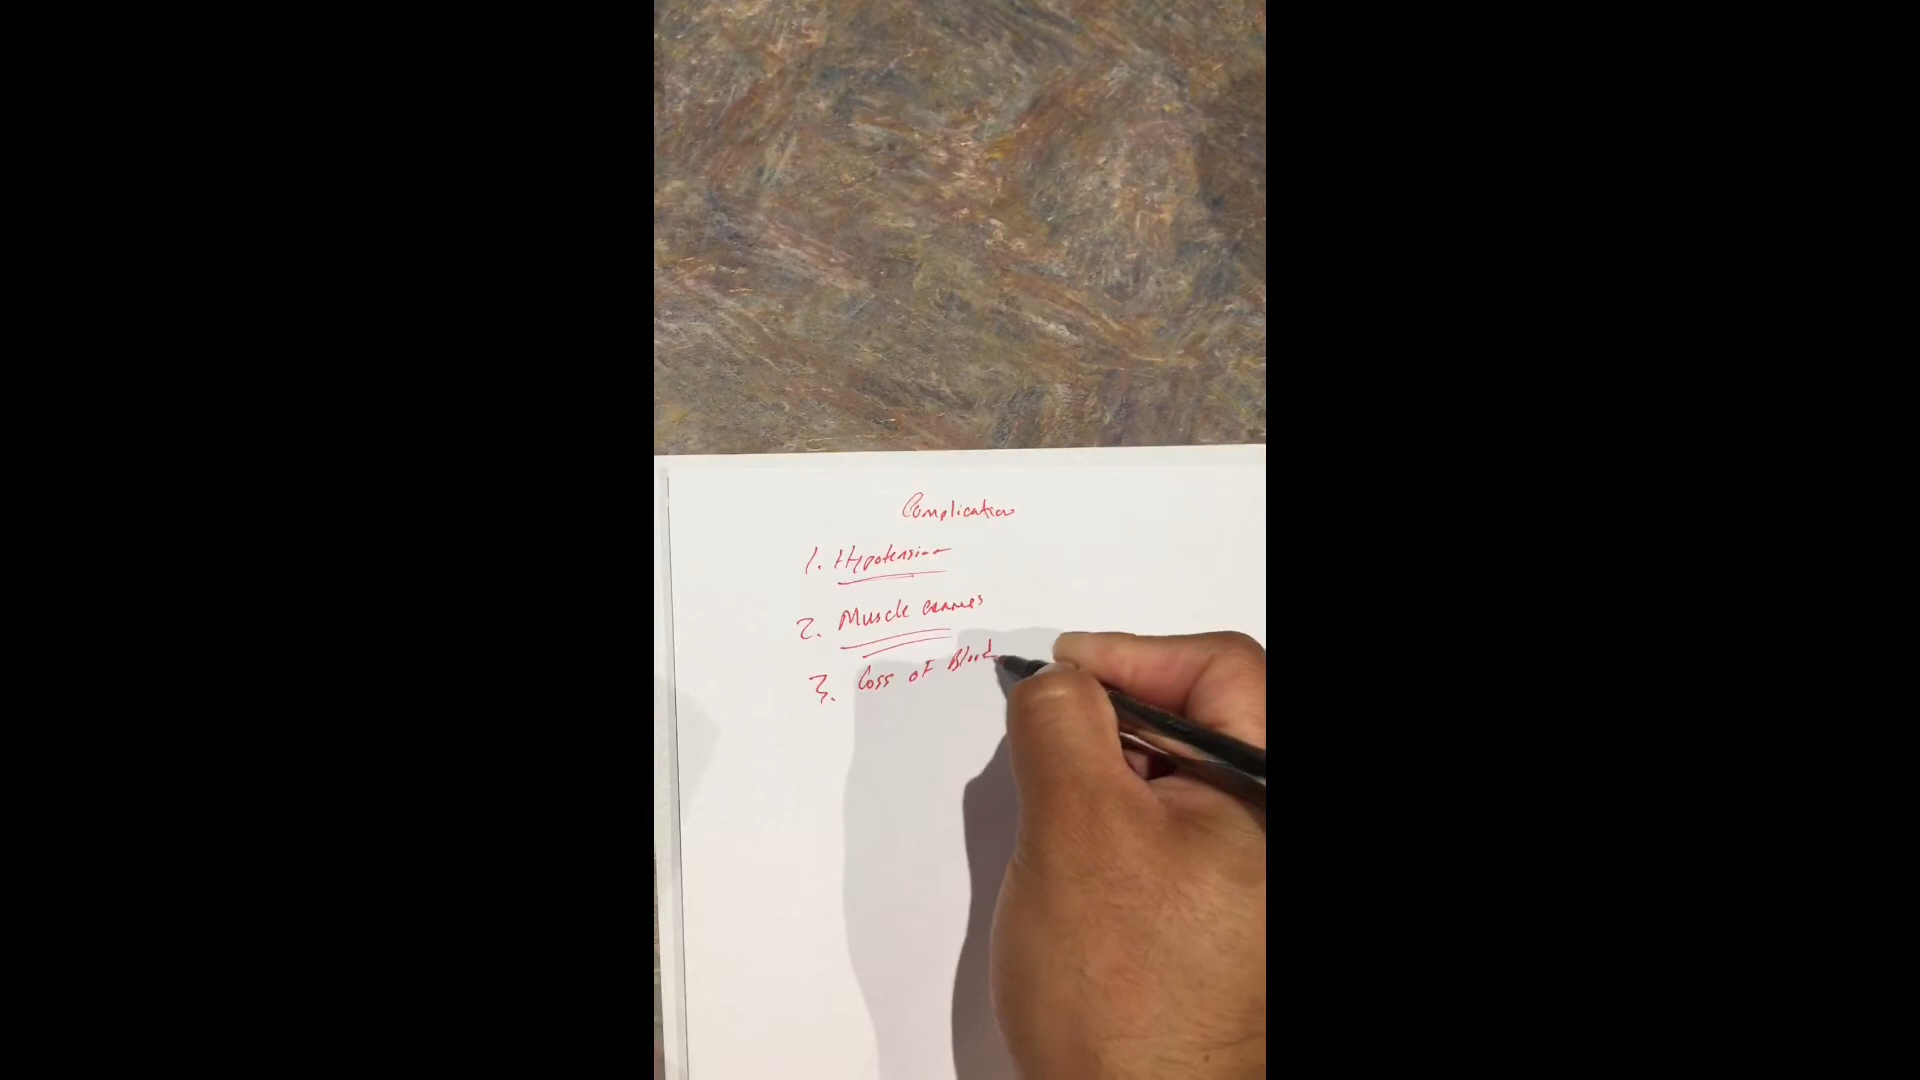 Complication
1. Hypotension
2. Muscle cramps
3. Loss of Blood